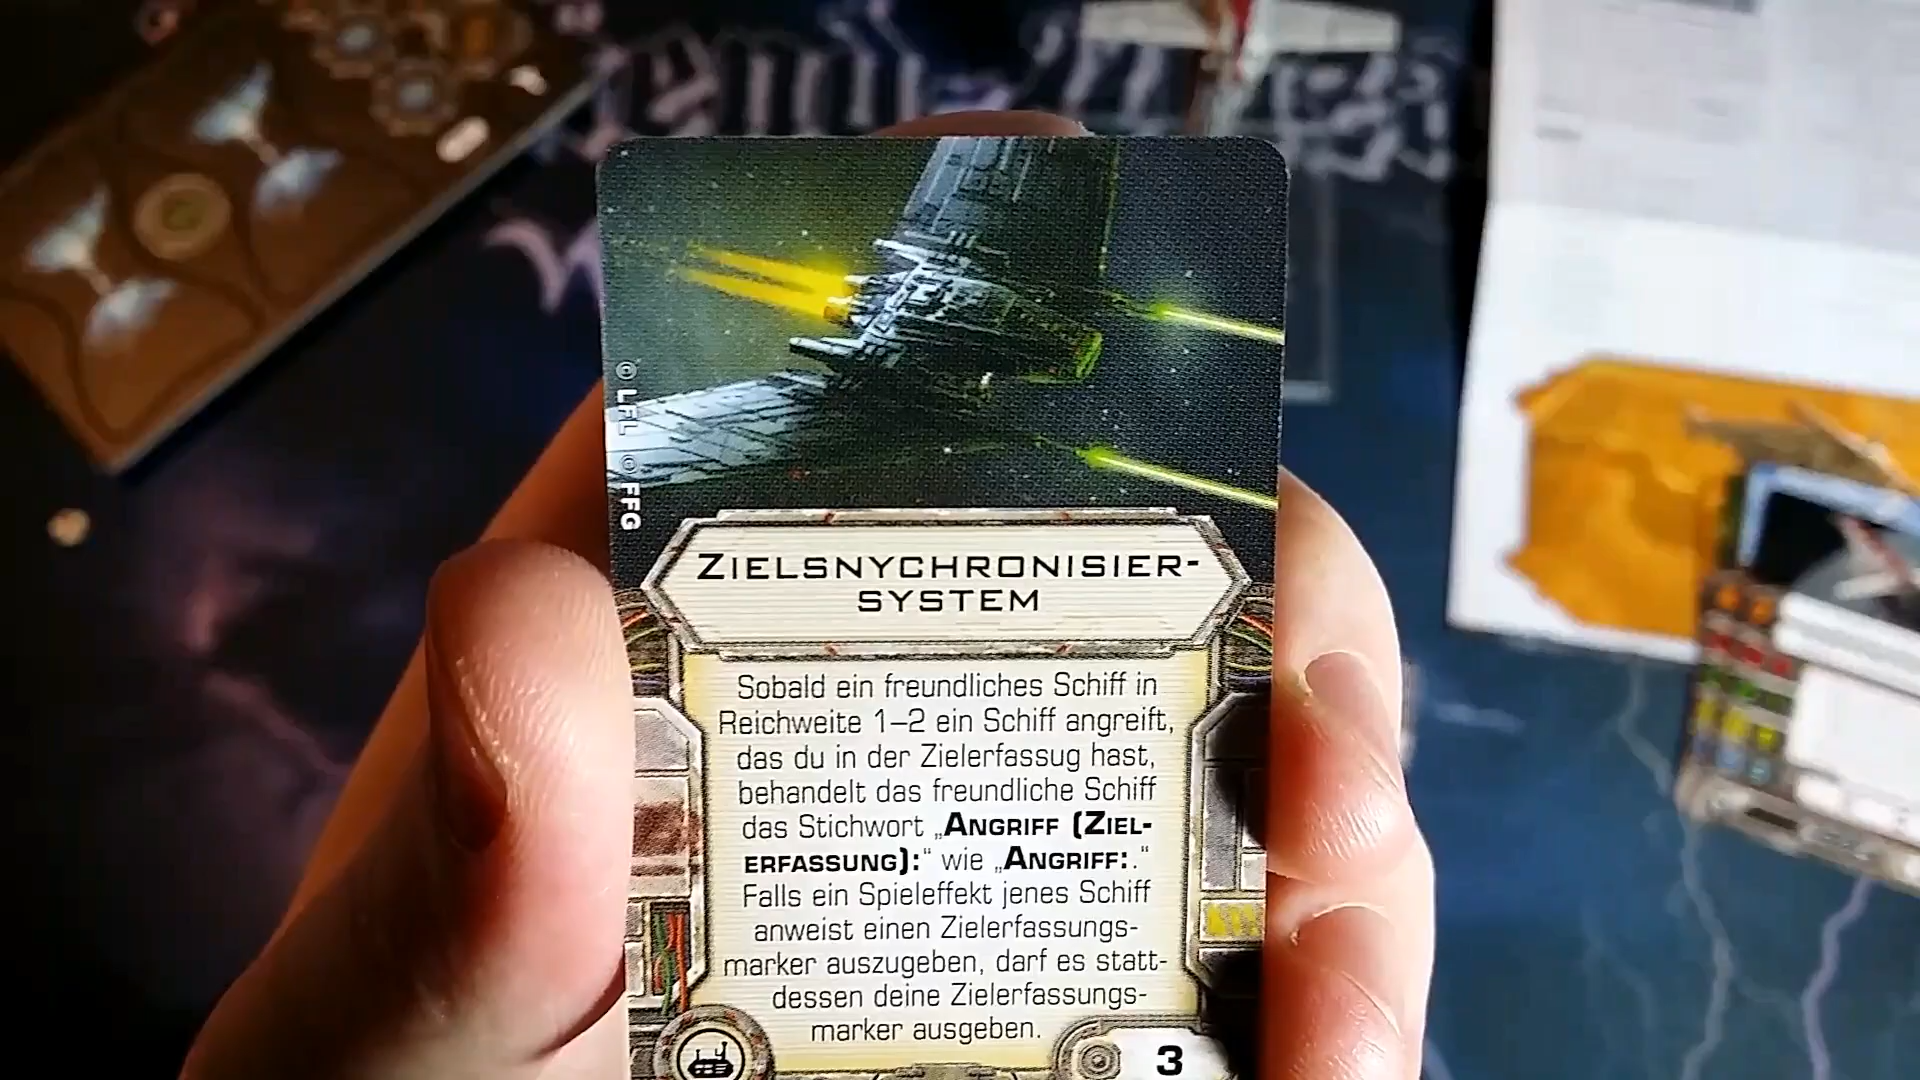 © LFL © FFG
ZIELSNYCHRONISIER-
SYSTEM
Sobald ein freundliches Schiff in
Reichweite 1–2 ein Schiff angreift,
das du in der Zielerfassug hast,
behandelt das freundliche Schiff
das Stichwort „ANGRIFF (ZIEL-
ERFASSUNG):“ wie „ANGRIFF:.“
Falls ein Spieleffekt jenes Schiff
anweist einen Zielerfassungs-
marker auszugeben, darf es statt-
dessen deine Zielerfassungs-
marker ausgeben.
3